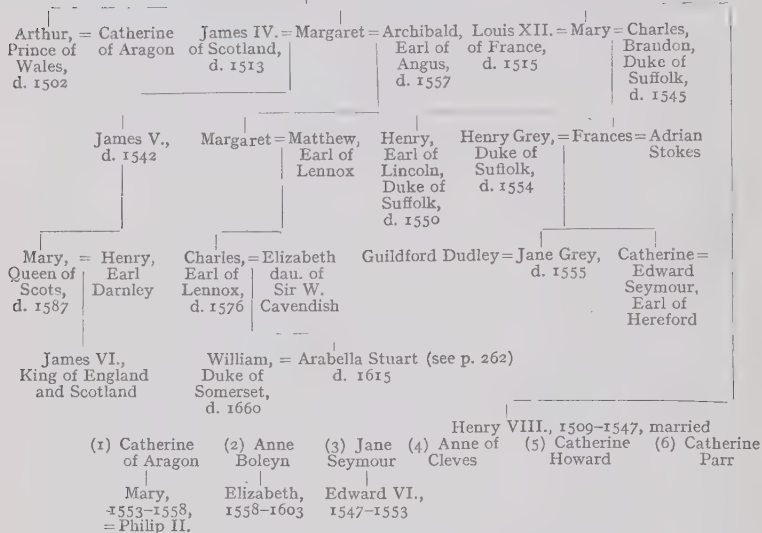 Arthur, = Catherine James IV. = Margaret = Archibald, Louis XII. = Mary = Charles,
Prince of of Aragon of Scotland, Earl of of France, Brandon,
Wales, d. 1513 Angus, d. 1515 Duke of
d. 1502 d. 1557 Suffolk,
d. 1545
James V., Margaret = Matthew, Henry, Henry Grey, = Frances = Adrian
d. 1542 Earl of Earl of Duke of Stokes
Lennox Lincoln, Suffolk,
Duke of d. 1554
Suffolk,
d. 1550
Mary, = Henry, Charles, = Elizabeth Guildford Dudley = Jane Grey, Catherine =
Queen of Earl Earl of dau. of d. 1555 Edward
Scots, Darnley Lennox, Sir W. Seymour,
d. 1587 d. 1576 Cavendish Earl of
Hereford
James VI., William, = Arabella Stuart (see p. 262)
King of England Duke of d. 1615
and Scotland Somerset,
d. 1660
Henry VIII., 1509-1547, married
(1) Catherine (2) Anne (3) Jane (4) Anne of (5) Catherine (6) Catherine
of Aragon Boleyn Seymour Cleves Howard Parr
Mary, Elizabeth, Edward VI.,
1553-1558, 1558-1603 1547-1553
= Philip II.